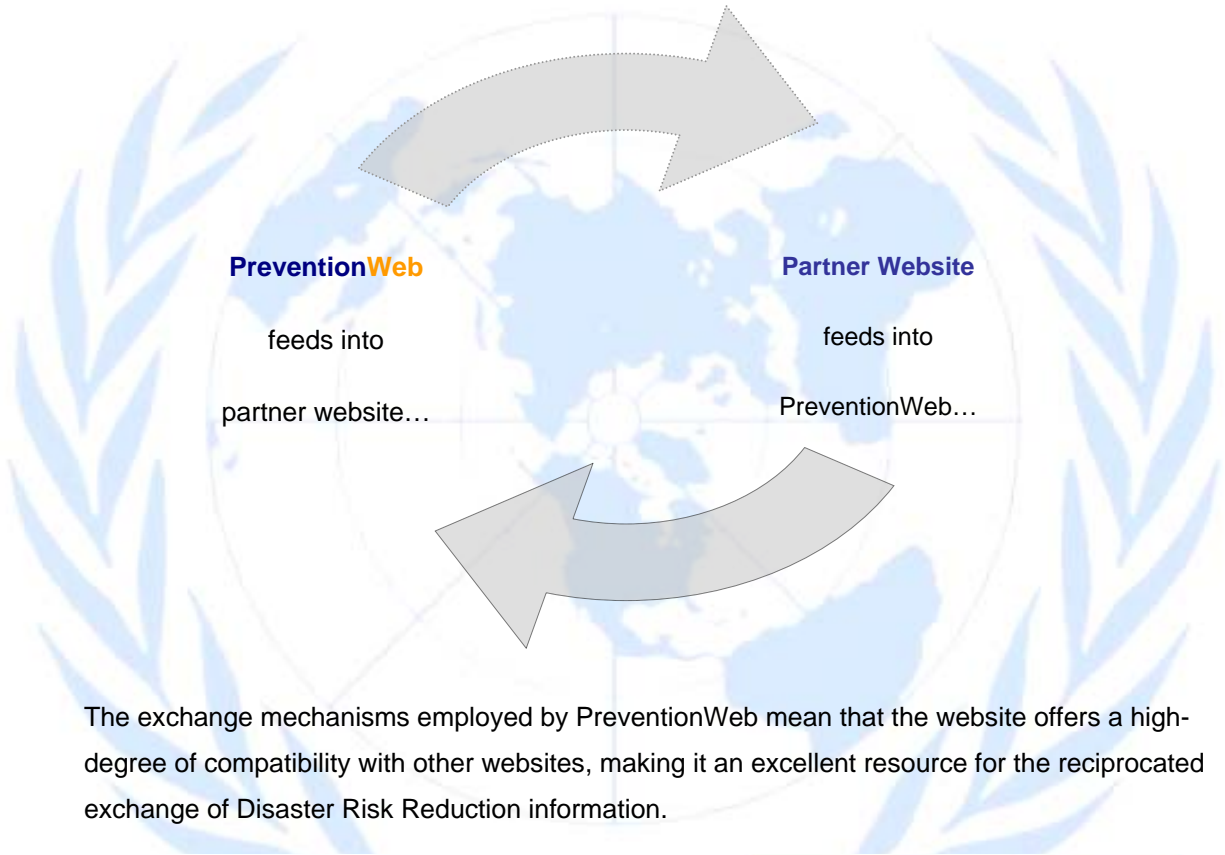 PreventionWeb
feeds into
partner website…
Partner Website
feeds into
PreventionWeb…
The exchange mechanisms employed by PreventionWeb mean that the website offers a high-
degree of compatibility with other websites, making it an excellent resource for the reciprocated
exchange of Disaster Risk Reduction information.